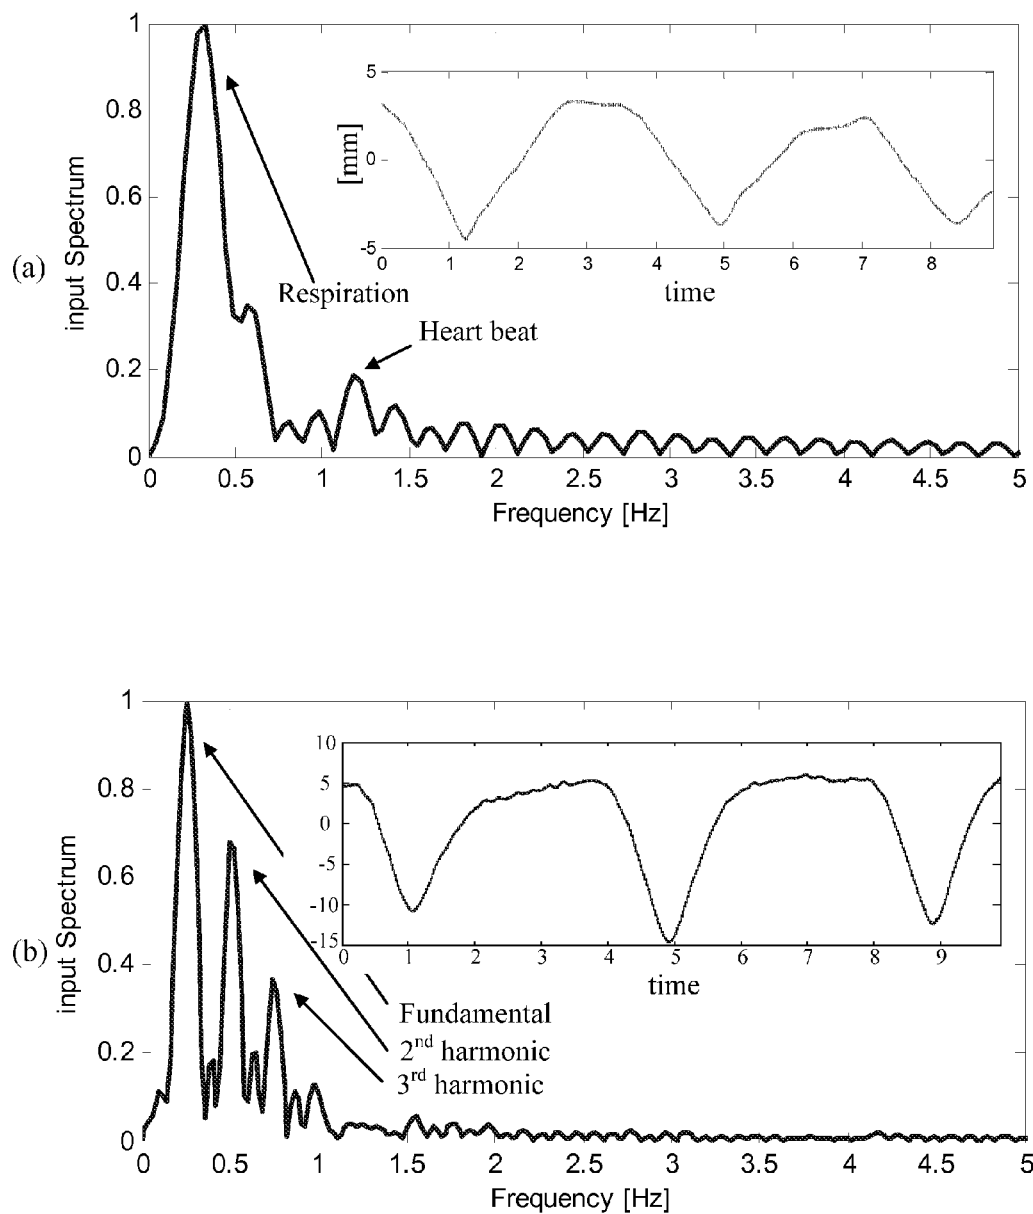 (a)
input Spectrum
1
0.8
0.6
0.4
0.2
0
0 0.5 1 1.5 2 2.5 3 3.5 4 4.5 5
Frequency [Hz]
Respiration
Heart beat
[mm]
5
0
-5
0 1 2 3 4 5 6 7 8
time
(b)
input Spectrum
1
0.8
0.6
0.4
0.2
0
0 0.5 1 1.5 2 2.5 3 3.5 4 4.5 5
Frequency [Hz]
10
5
0
-5
-10
-15
0 1 2 3 4 5 6 7 8 9
time
Fundamental
2nd harmonic
3rd harmonic